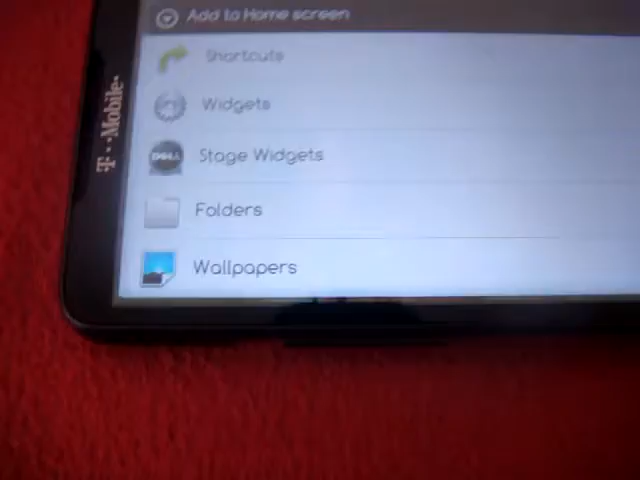 Add to Home screen
Shortcuts
Widgets
DELL
Stage Widgets
Folders
Wallpapers
T··Mobile·